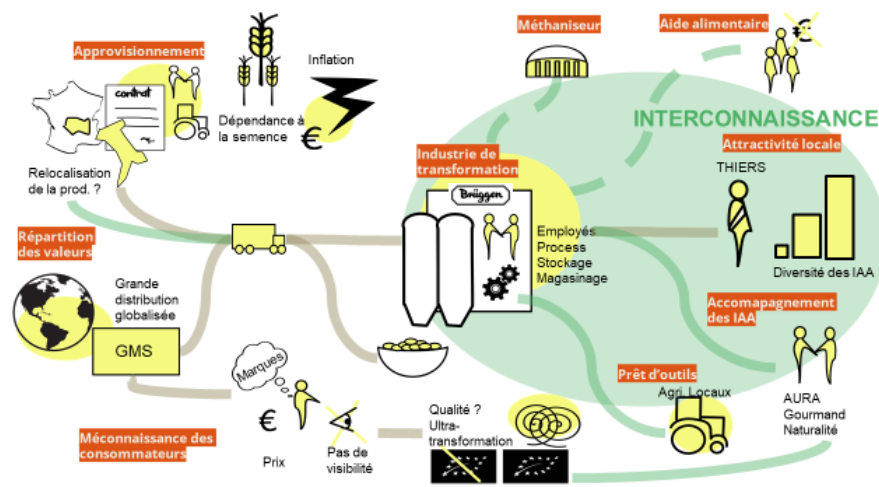 Approvisionnement
contrat
Dépendance à
la semence
Inflation
€
Relocalisation
de la prod. ?
Méthaniseur
Aide alimentaire
€
INTERCONNAISSANCE
Attractivité locale
THIERS
Diversité des IAA
Industrie de
transformation
Brüggen
Employés
Process
Stockage
Magasinage
Répartition
des valeurs
Grande
distribution
globalisée
GMS
Marques
€
Prix
Pas de
visibilité
Méconnaissance des
consommateurs
Qualité ?
Ultra-
transformation
Accomapagnement
des IAA
AURA
Gourmand
Naturalité
Prêt d'outils
Agri. Locaux